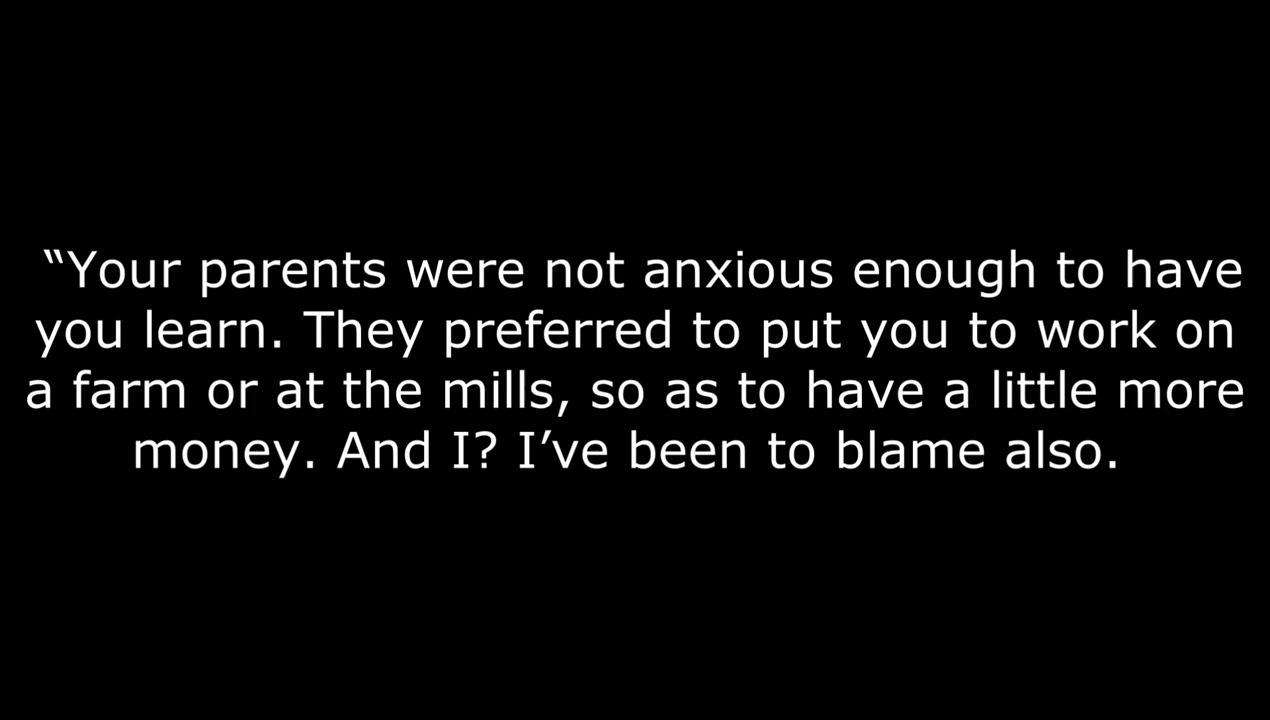 “Your parents were not anxious enough to have
you learn. They preferred to put you to work on
a farm or at the mills, so as to have a little more
money. And I? I’ve been to blame also.